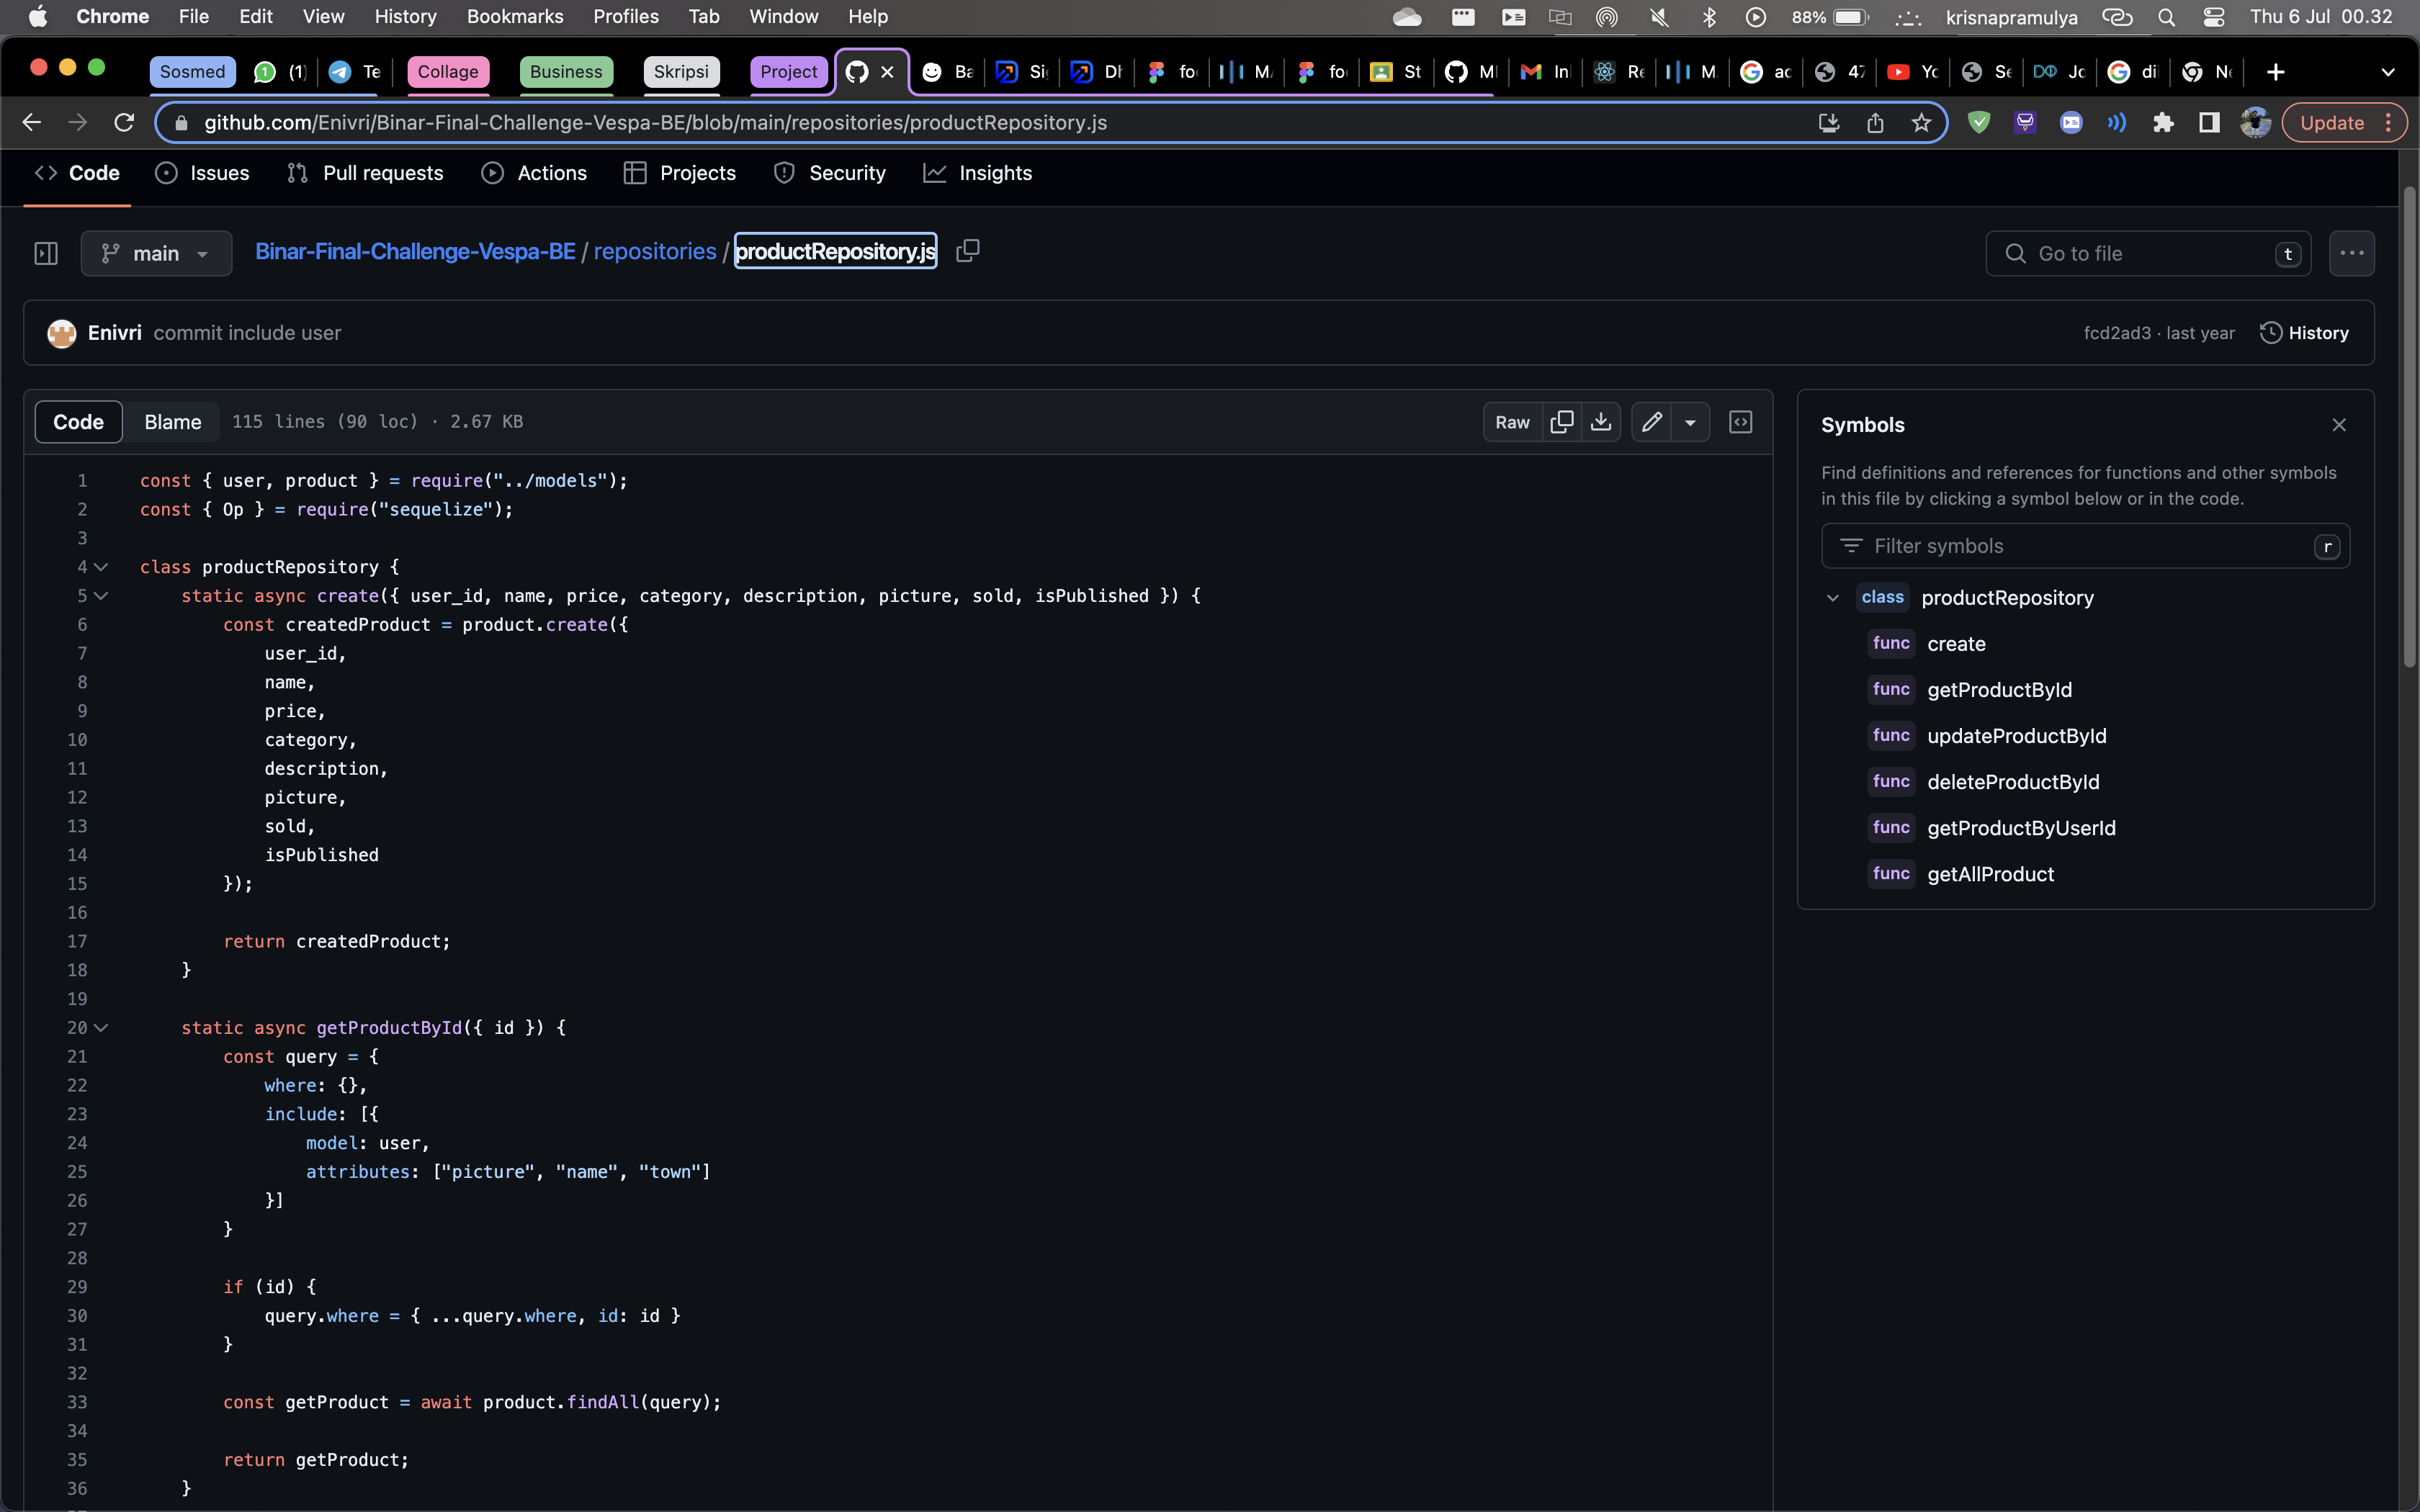 Chrome File Edit View History Bookmarks Profiles Tab Window Help 88% krisnapramulya Thu 6 Jul 00.32
Sosmed (1) Te Collage Business Skripsi Project Ba Si Dh fo M. fo St MI In Re M. ac 47 Yo Se Jc di Ne
github.com/Enivri/Binar-Final-Challenge-Vespa-BE/blob/main/repositories/productRepository.js Update
Code Issues Pull requests Actions Projects Security Insights
main Binar-Final-Challenge-Vespa-BE / repositories / productRepository.js Go to file t
Enivri commit include user fcd2ad3 · last year History
Code Blame 115 lines (90 loc) · 2.67 KB Raw
1 const { user, product } = require("../models");
2 const { Op } = require("sequelize");
3
4 class productRepository {
5 static async create({ user_id, name, price, category, description, picture, sold, isPublished }) {
6 const createdProduct = product.create({
7 user_id,
8 name,
9 price,
10 category,
11 description,
12 picture,
13 sold,
14 isPublished
15 });
16
17 return createdProduct;
18 }
19
20 static async getProductById({ id }) {
21 const query = {
22 where: {},
23 include: [{
24 model: user,
25 attributes: ["picture", "name", "town"]
26 }]
27 }
28
29 if (id) {
30 query.where = { ...query.where, id: id }
31 }
32
33 const getProduct = await product.findAll(query);
34
35 return getProduct;
36 }
Symbols
Find definitions and references for functions and other symbols
in this file by clicking a symbol below or in the code.
Filter symbols r
class productRepository
func create
func getProductById
func updateProductById
func deleteProductById
func getProductByUserId
func getAllProduct